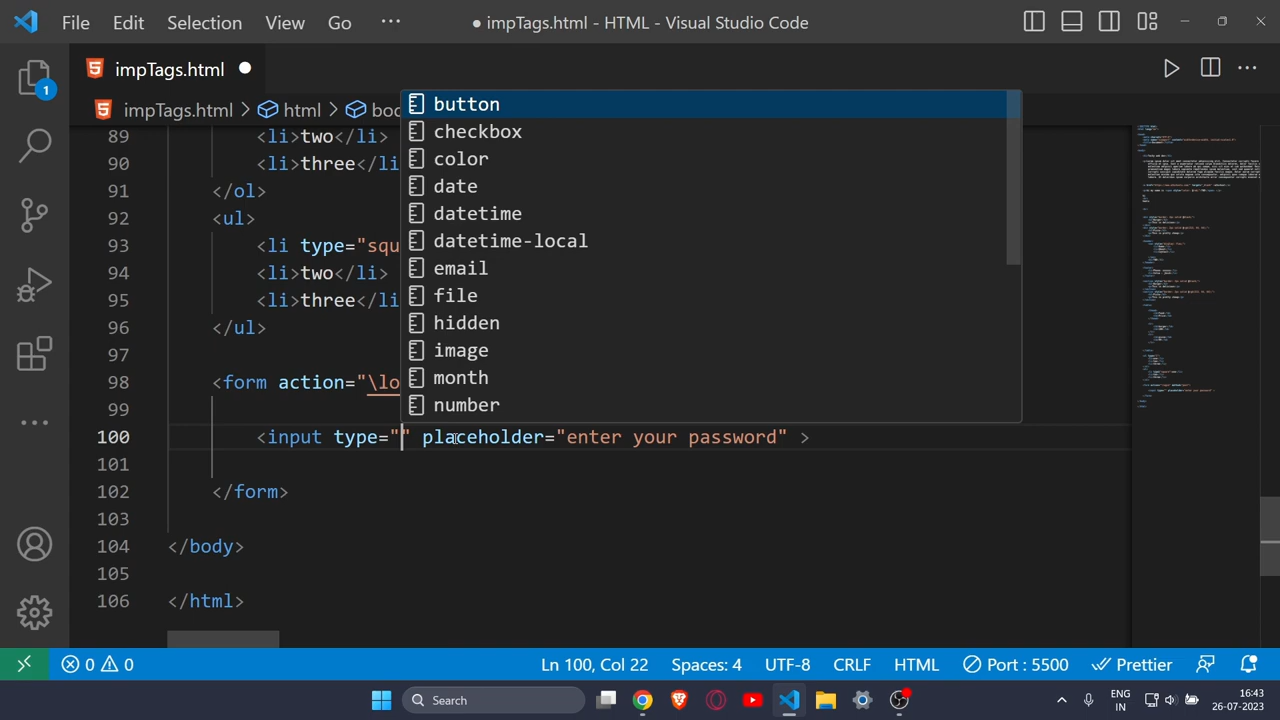 File Edit Selection View Go ··· ● impTags.html - HTML - Visual Studio Code
impTags.html ●
impTags.html > html > bod
89 <li>two</li>
90 <li>three</li
91 </ol>
92 <ul>
93 <li type="squ
94 <li>two</li>
95 <li>three</li
96 </ul>
97
98 <form action="\lo
99
100 <input type="" placeholder="enter your password" >
101
102 </form>
103
104 </body>
105
106 </html>
button
checkbox
color
date
datetime
datetime-local
email
file
hidden
image
month
number
1
0 0 Ln 100, Col 22 Spaces: 4 UTF-8 CRLF HTML Port : 5500 Prettier
Search ENG IN 16:43 26-07-2023